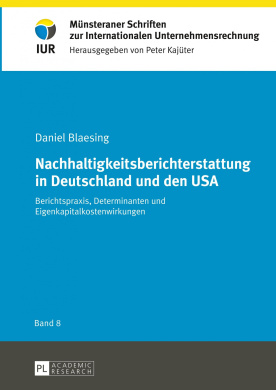 Münsteraner Schriften
zur Internationalen Unternehmensrechnung
Herausgegeben von Peter Kajüter
IUR
Daniel Blaesing
Nachhaltigkeitsberichterstattung
in Deutschland und den USA
Berichtspraxis, Determinanten und
Eigenkapitalkostenwirkungen
Band 8
PL
ACADEMIC
RESEARCH